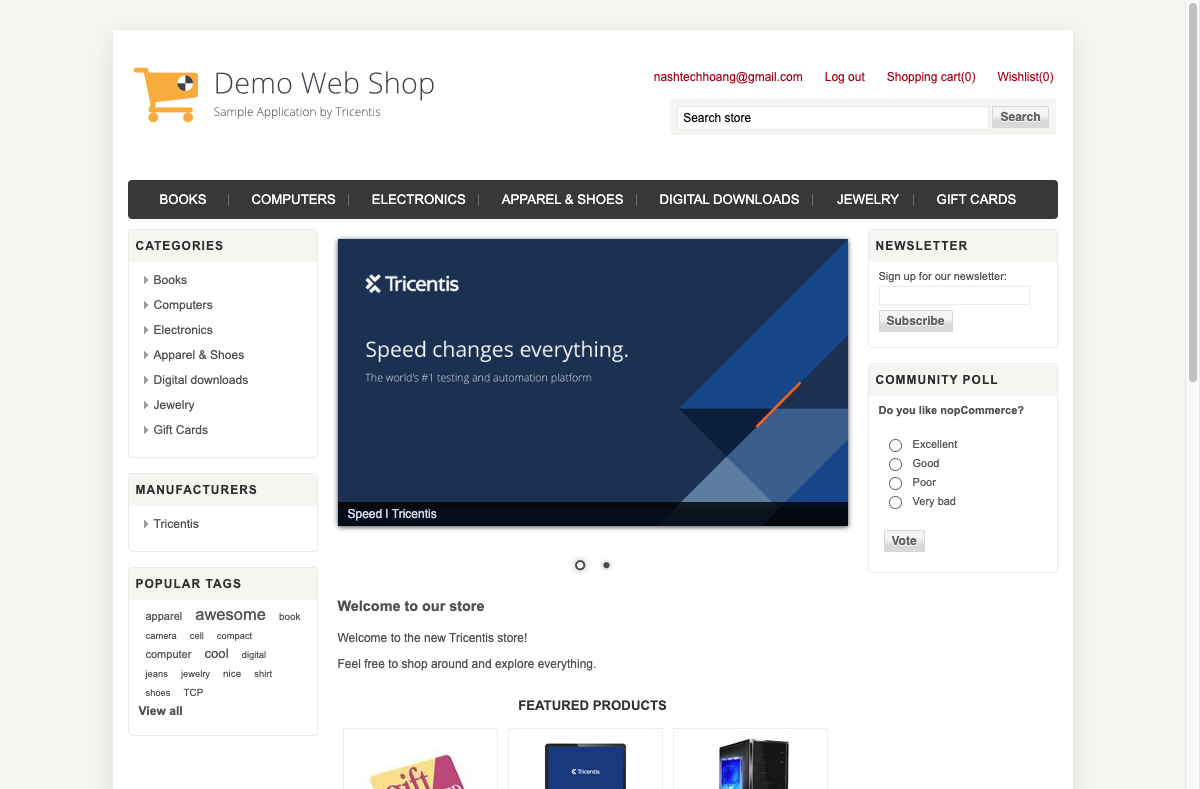 Demo Web Shop
Sample Application by Tricentis
nashtechhoang@gmail.com Log out Shopping cart(0) Wishlist(0)
Search store Search
BOOKS COMPUTERS ELECTRONICS APPAREL & SHOES DIGITAL DOWNLOADS JEWELRY GIFT CARDS
CATEGORIES
Books
Computers
Electronics
Apparel & Shoes
Digital downloads
Jewelry
Gift Cards
MANUFACTURERS
Tricentis
POPULAR TAGS
apparel awesome book
camera cell compact
computer cool digital
jeans jewelry nice shirt
shoes TCP
View all
Tricentis
Speed changes everything.
The world's #1 testing and automation platform
Speed I Tricentis
Welcome to our store
Welcome to the new Tricentis store!
Feel free to shop around and explore everything.
FEATURED PRODUCTS
gift
Tricentis
NEWSLETTER
Sign up for our newsletter:
Subscribe
COMMUNITY POLL
Do you like nopCommerce?
Excellent
Good
Poor
Very bad
Vote